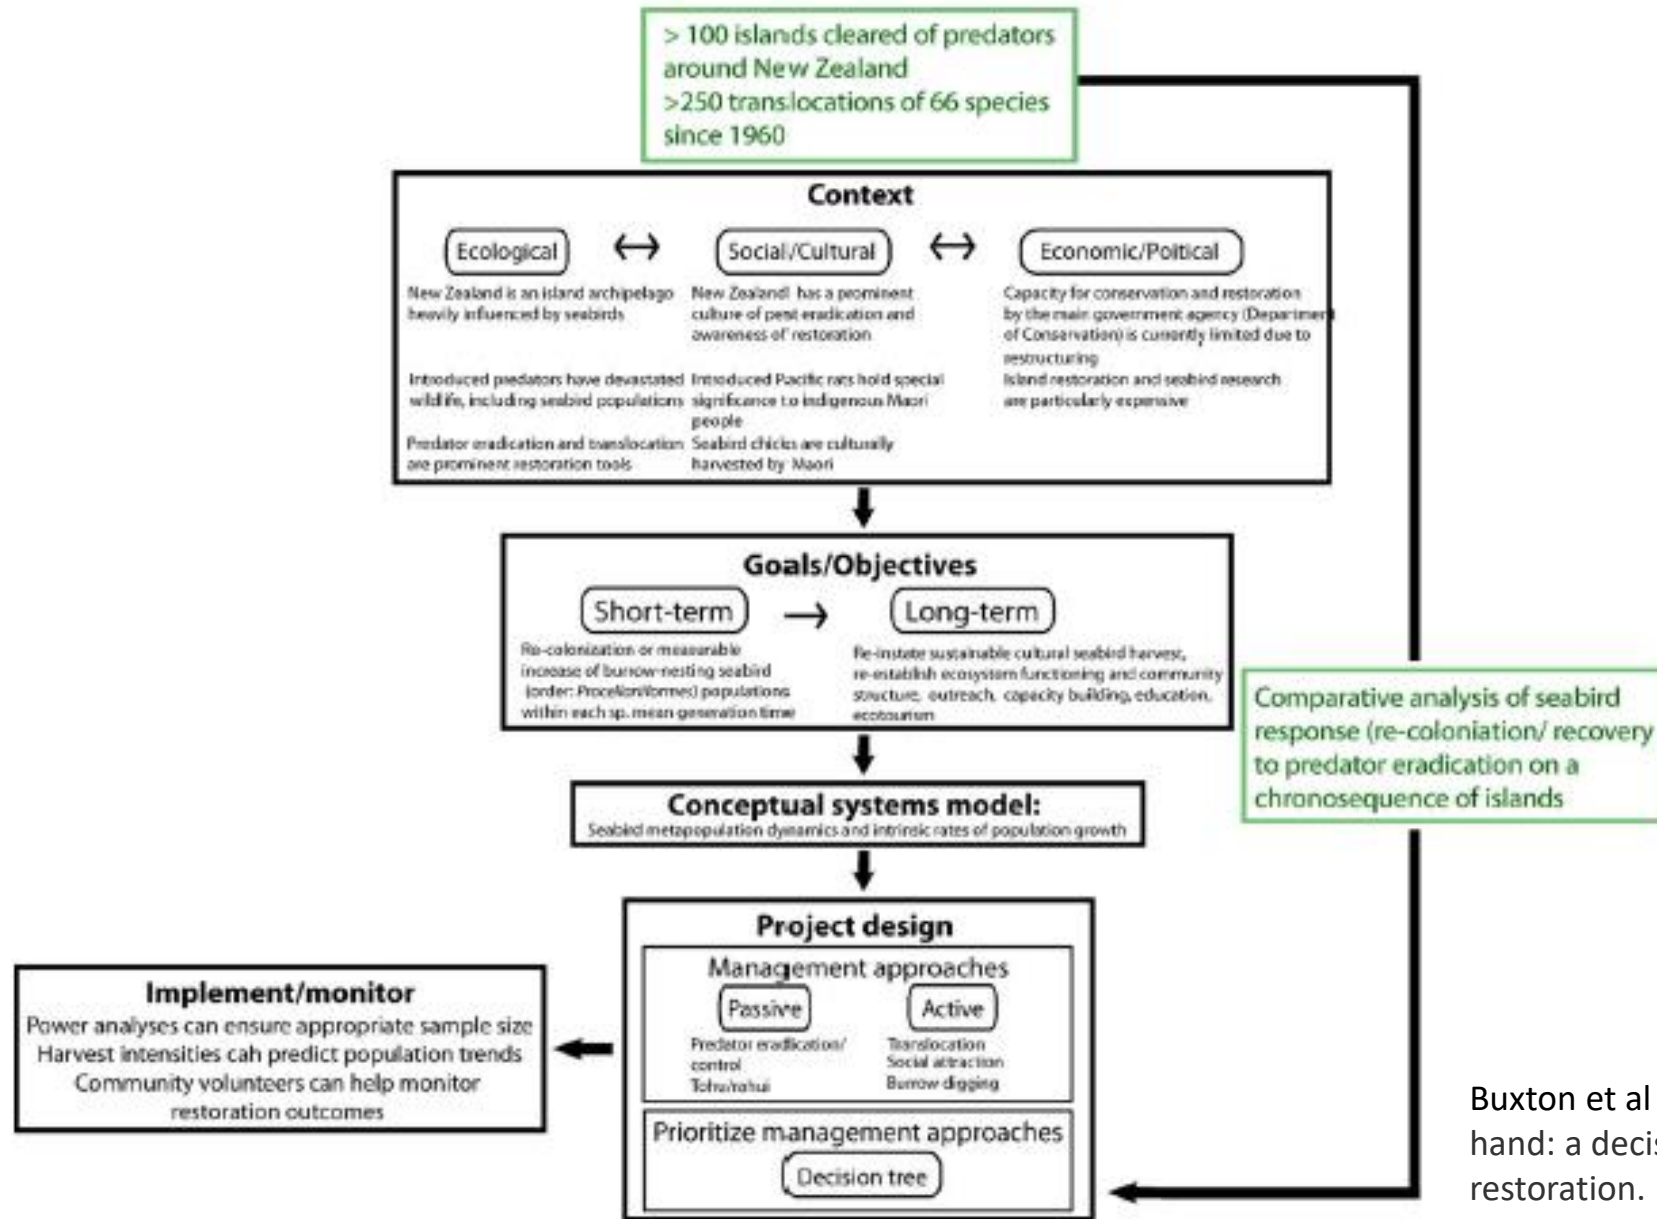 > 100 islands cleared of predators
around New Zealand
>250 translocations of 66 species
since 1960
Context
Ecological
Social/Cultural
Economic/Poitical
New Zealand is an island archipelago
heavily influenced by seabirds
Introduced predators have devastated
wildlife, including seabird populations
Predator eradication and translocation
are prominent restoration tools
New Zealand has a prominent
culture of pest eradication and
awareness of restoration
Introduced Pacific rats hold special
significance to indigenous Maori
people
Seabird chicks are culturally
harvested by Maori
Capacity for conservation and restoration
by the main government agency (Department
of Conservation) is currently limited due to
restructuring
Island restoration and seabird research
are particularly expensive
Goals/Objectives
Short-term
Long-term
Re-colonization or measurable
increase of burrow-nesting seabird
(order: Procellariiformes) populations
within each sp. mean generation time
Re-instate sustainable cultural seabird harvest,
re-establish ecosystem functioning and community
structure, outreach, capacity building, education,
ecotourism
Comparative analysis of seabird
response (re-coloniation/ recovery
to predator eradication on a
chronosequence of islands
Conceptual systems model:
Seabird metapopulation dynamics and intrinsic rates of population growth
Project design
Management approaches
Passive
Active
Predator eradication/
control
Translocation
Social attraction
Burrow digging
Prioritize management approaches
Decision tree
Implement/monitor
Power analyses can ensure appropriate sample size
Harvest intensities cah predict population trends
Community volunteers can help monitor
restoration outcomes
Buxton et al
hand: a decis
restoration.